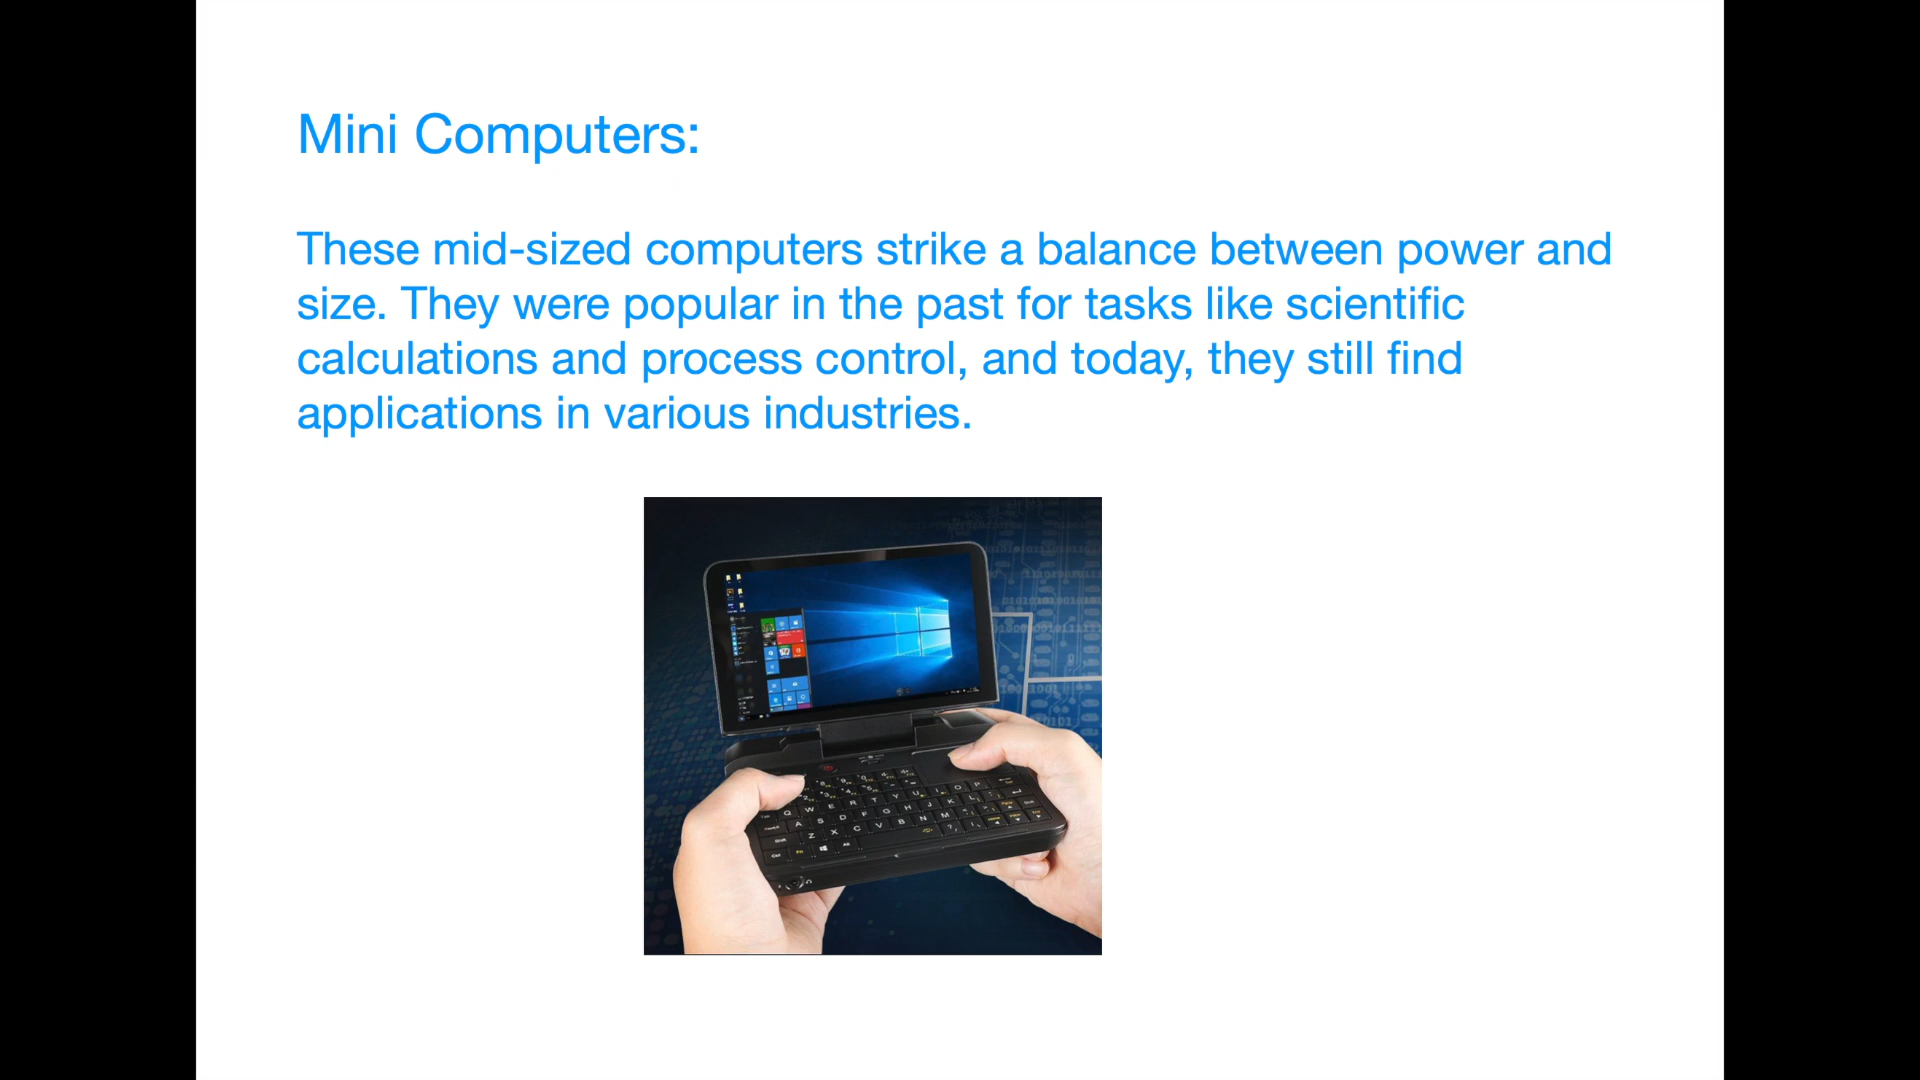 Mini Computers:
These mid-sized computers strike a balance between power and
size. They were popular in the past for tasks like scientific
calculations and process control, and today, they still find
applications in various industries.